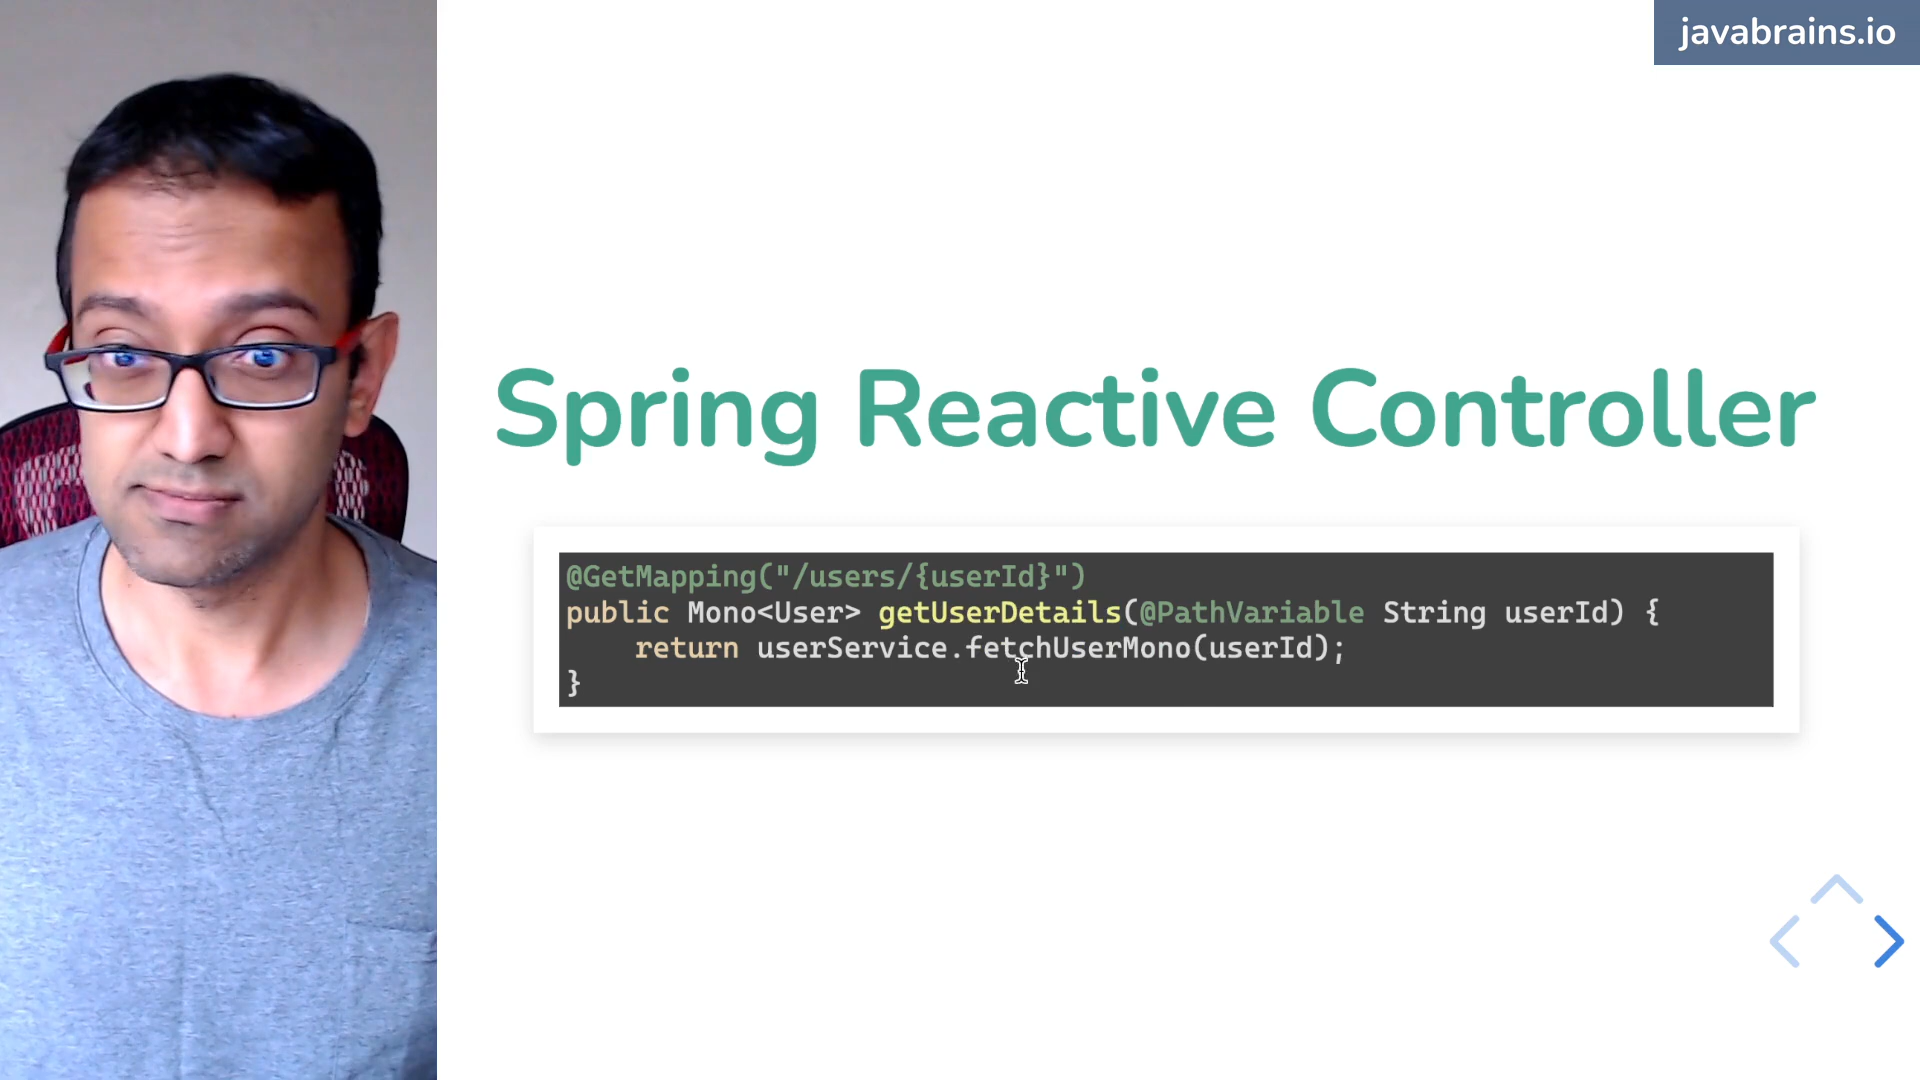 javabrains.io
Spring Reactive Controller
@GetMapping("/users/{userId}")
public Mono<User> getUserDetails(@PathVariable String userId) {
    return userService.fetchUserMono(userId);
}